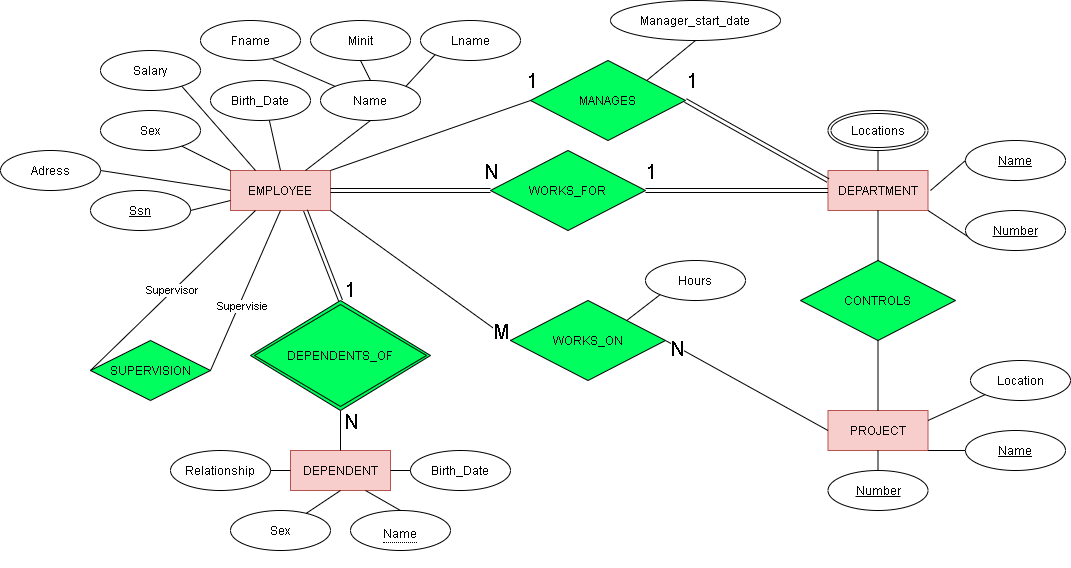 Manager_start_date
Fname
Minit
Lname
Salary
Birth_Date
Name
1
MANAGES
1
Sex
Locations
Name
Adress
EMPLOYEE
N
WORKS_FOR
1
DEPARTMENT
Ssn
Number
Supervisor
Supervisie
1
Hours
CONTROLS
M
WORKS_ON
N
DEPENDENTS_OF
SUPERVISION
Location
N
PROJECT
Name
Relationship
DEPENDENT
Birth_Date
Number
Sex
Name